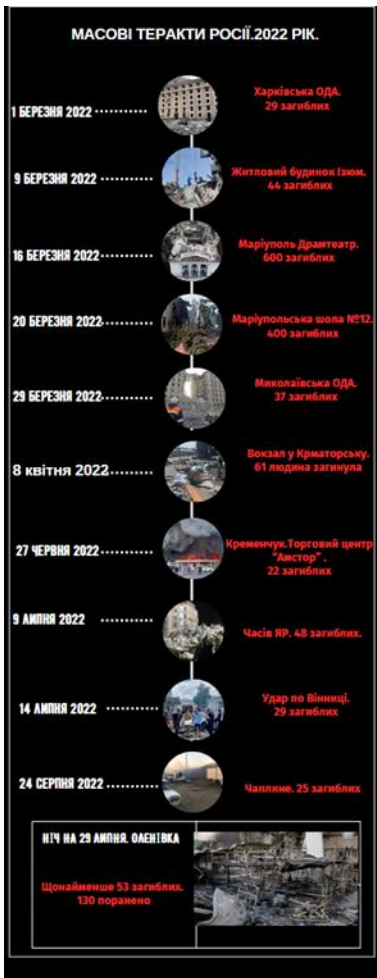 МАСОВІ ТЕРАКТИ РОСІЇ.2022 РІК.
1 БЕРЕЗНЯ 2022
Харківська ОДА.
29 загиблих
9 БЕРЕЗНЯ 2022
Житловий будинок Ізюм.
44 загиблих
16 БЕРЕЗНЯ 2022
Маріуполь Драмтеатр.
600 загиблих
20 БЕРЕЗНЯ 2022
Маріупольська шола №12.
400 загиблих
29 БЕРЕЗНЯ 2022
Миколаївська ОДА.
37 загиблих
8 квітня 2022
Вокзал у Крматорську.
61 людина загинула
27 ЧЕРВНЯ 2022
Кременчук.Торговий центр
"Амстор" .
22 загиблих
9 ЛИПНЯ 2022
Часів ЯР. 48 загиблих.
14 ЛИПНЯ 2022
Удар по Вінниці.
29 загиблих
24 СЕРПНЯ 2022
Чаплине. 25 загиблих
НІЧ НА 29 ЛИПНЯ. ОЛЕНІВКА
Щонайменше 53 загиблих.
130 поранено